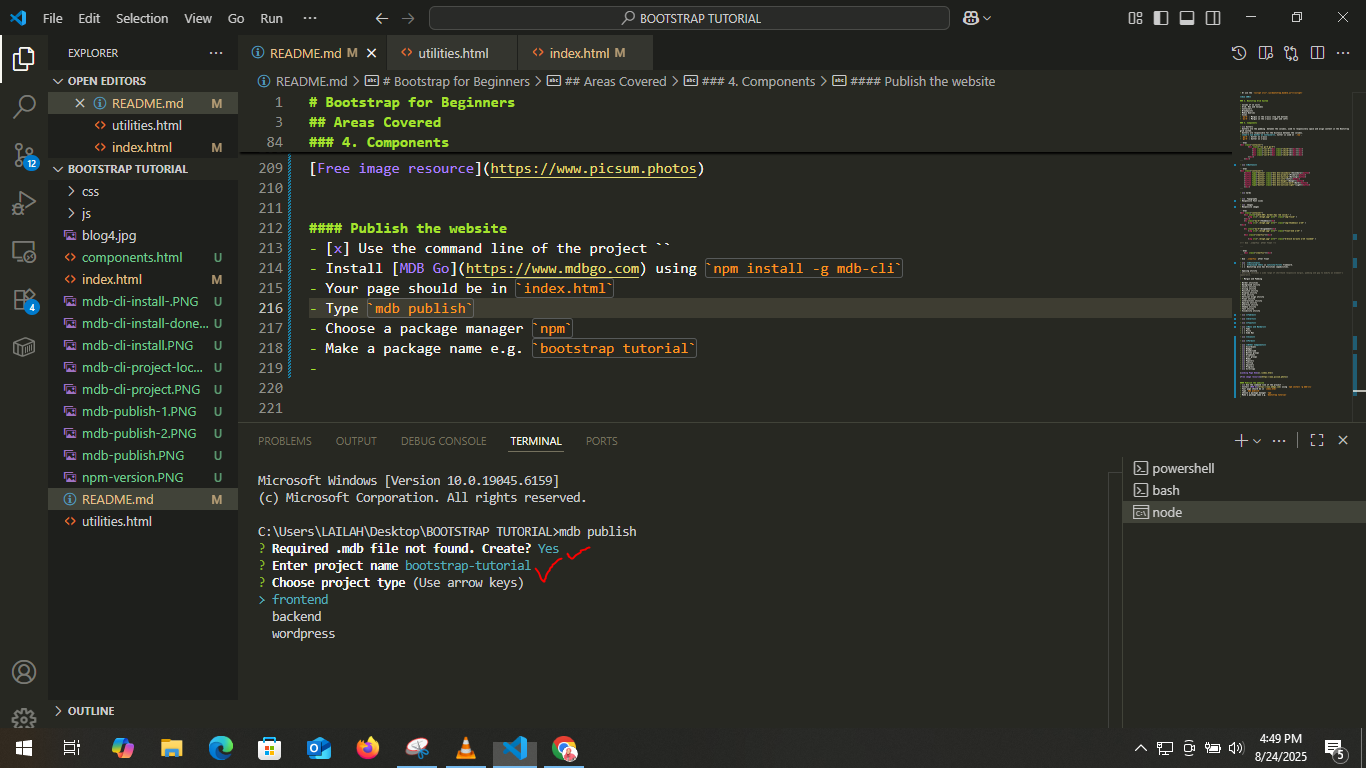 File Edit Selection View Go Run ··· BOOTSTRAP TUTORIAL
EXPLORER ···
OPEN EDITORS
README.md M
utilities.html
index.html M
BOOTSTRAP TUTORIAL
css
js
blog4.jpg
components.html U
index.html M
mdb-cli-install-.PNG U
mdb-cli-install-done... U
mdb-cli-install.PNG U
mdb-cli-project-loc... U
mdb-cli-project.PNG U
mdb-publish-1.PNG U
mdb-publish-2.PNG U
mdb-publish.PNG U
npm-version.PNG U
README.md M
utilities.html
OUTLINE
12
4
README.md M utilities.html index.html M
README.md > # Bootstrap for Beginners > ## Areas Covered > ### 4. Components > #### Publish the website
1 # Bootstrap for Beginners
3 ## Areas Covered
84 ### 4. Components
209 [Free image resource](https://www.picsum.photos)
210
211
212 #### Publish the website
213 - [x] Use the command line of the project ``
214 - Install [MDB Go](https://www.mdbgo.com) using `npm install -g mdb-cli`
215 - Your page should be in `index.html`
216 - Type `mdb publish`
217 - Choose a package manager `npm`
218 - Make a package name e.g. `bootstrap tutorial`
219 -
220
221
PROBLEMS OUTPUT DEBUG CONSOLE TERMINAL PORTS
Microsoft Windows [Version 10.0.19045.6159]
(c) Microsoft Corporation. All rights reserved.
C:\Users\LAILAH\Desktop\BOOTSTRAP TUTORIAL>mdb publish
? Required .mdb file not found. Create? Yes
? Enter project name bootstrap-tutorial
? Choose project type (Use arrow keys)
> frontend
backend
wordpress
powershell
bash
node
4:49 PM
8/24/2025
5